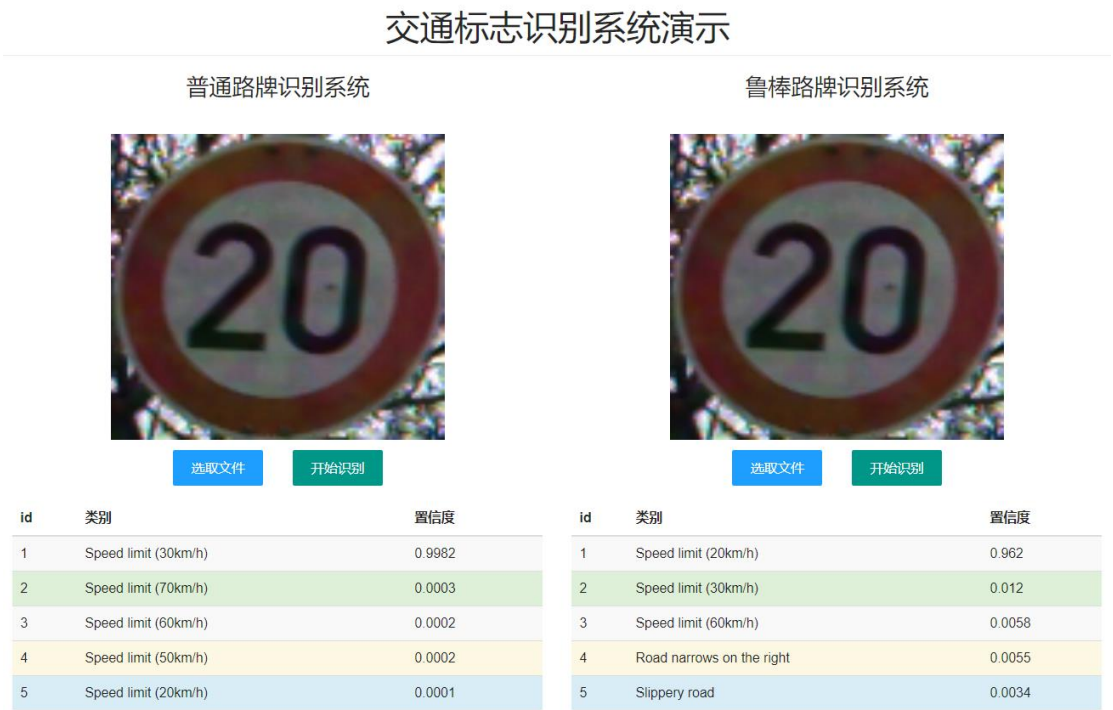 交通标志识别系统演示
普通路牌识别系统
20
选取文件 开始识别
id 类别 置信度
1 Speed limit (30km/h) 0.9982
2 Speed limit (70km/h) 0.0003
3 Speed limit (60km/h) 0.0002
4 Speed limit (50km/h) 0.0002
5 Speed limit (20km/h) 0.0001
鲁棒路牌识别系统
20
选取文件 开始识别
id 类别 置信度
1 Speed limit (20km/h) 0.962
2 Speed limit (30km/h) 0.012
3 Speed limit (60km/h) 0.0058
4 Road narrows on the right 0.0055
5 Slippery road 0.0034